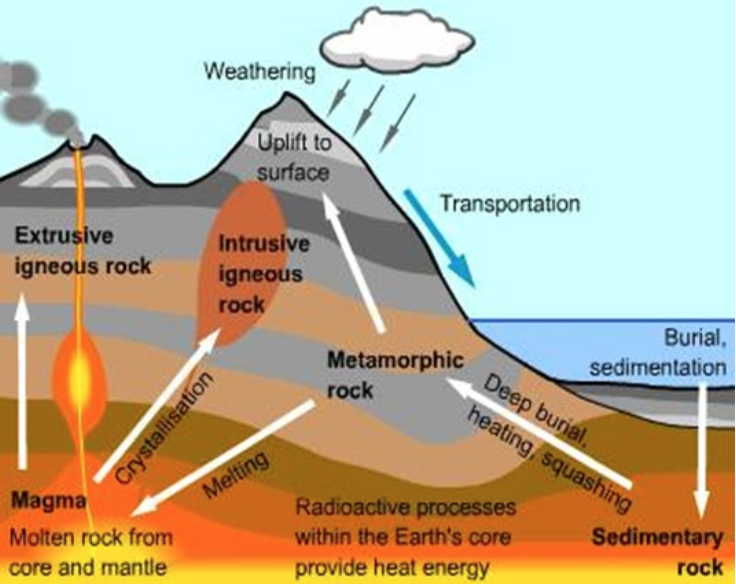 Weathering
Uplift to
surface
Transportation
Extrusive
igneous rock
Intrusive
igneous
rock
Burial,
sedimentation
Metamorphic
rock
Deep burial,
heating, squashing
Crystallisation
Melting
Magma
Molten rock from
core and mantle
Radioactive processes
within the Earth's core
provide heat energy
Sedimentary
rock